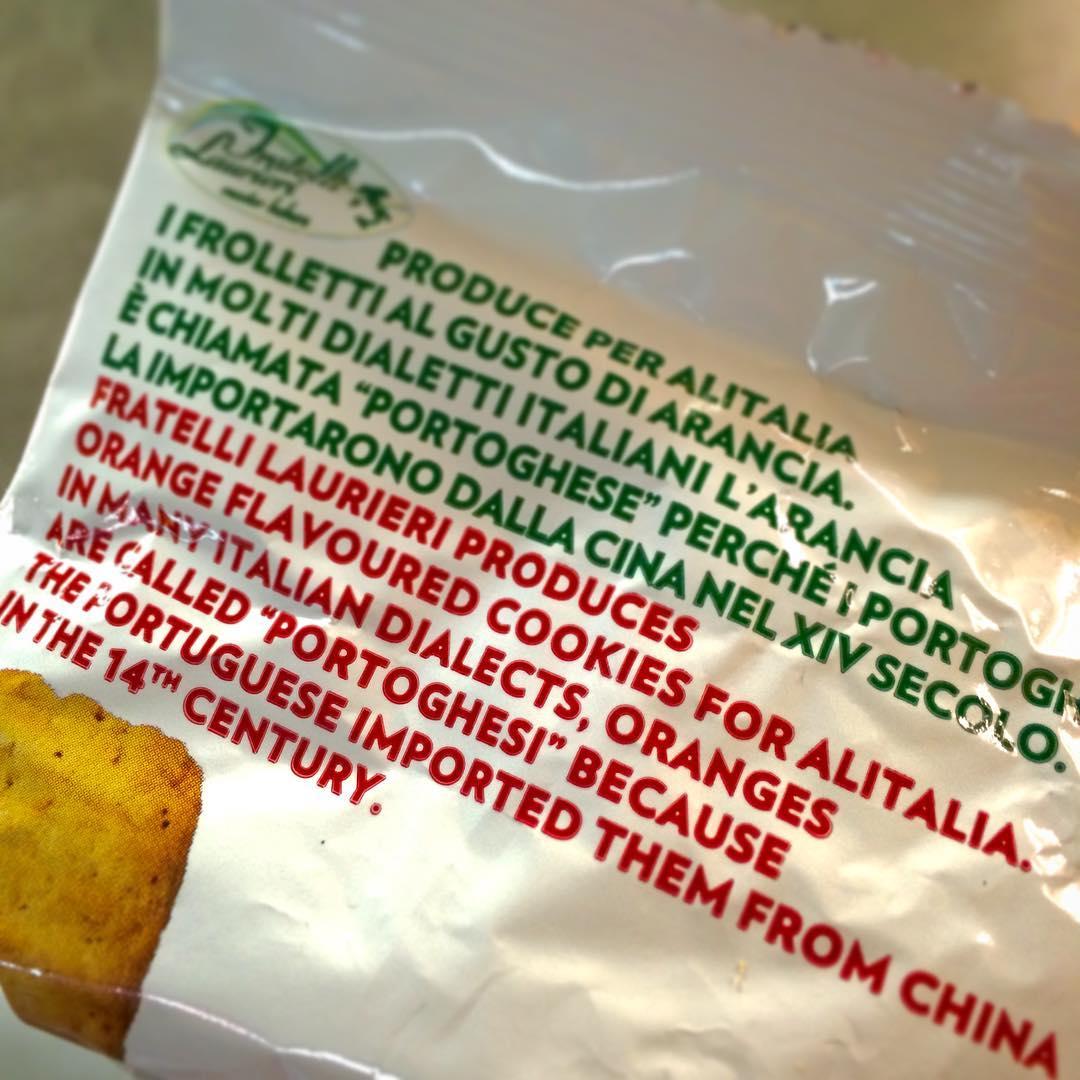 Fratelli
Laurieri
PRODUCE PER ALITALIA
I FROLLETTI AL GUSTO DI ARANCIA.
IN MOLTI DIALETTI ITALIANI L'ARANCIA
È CHIAMATA "PORTOGHESE" PERCHÉ I PORTOGH
LA IMPORTARONO DALLA CINA NEL XIV SECOLO.
FRATELLI LAURIERI PRODUCES
ORANGE FLAVOURED COOKIES FOR ALITALIA.
IN MANY ITALIAN DIALECTS, ORANGES
ARE CALLED "PORTOGHESI" BECAUSE
THE PORTUGUESE IMPORTED THEM FROM CHINA
IN THE 14TH CENTURY.